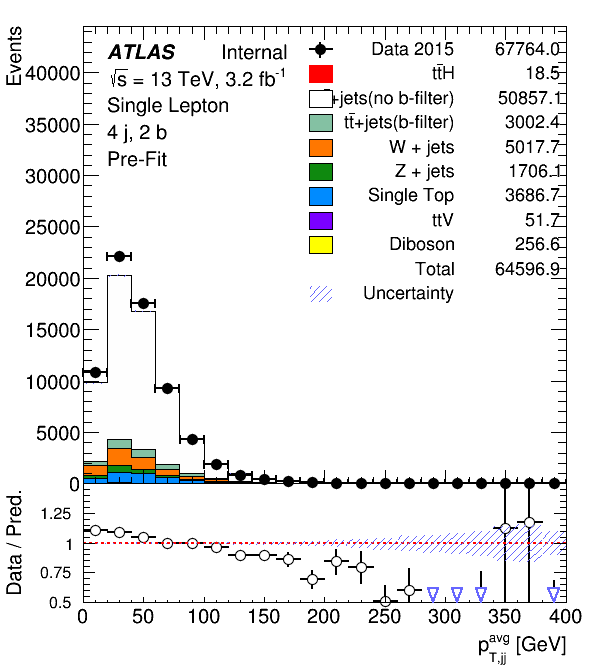 Events
ATLAS Internal
√s = 13 TeV, 3.2 fb⁻¹
Single Lepton
4 j, 2 b
Pre-Fit
Data 2015 67764.0
tt̄H 18.5
t̄+jets(no b-filter) 50857.1
tt̄+jets(b-filter) 3002.4
W + jets 5017.7
Z + jets 1706.1
Single Top 3686.7
ttV 51.7
Diboson 256.6
Total 64596.9
Uncertainty
40000
35000
30000
25000
20000
15000
10000
5000
0
Data / Pred.
1.25
1
0.75
0.5
0 50 100 150 200 250 300 350 400
p_T,jj^avg [GeV]